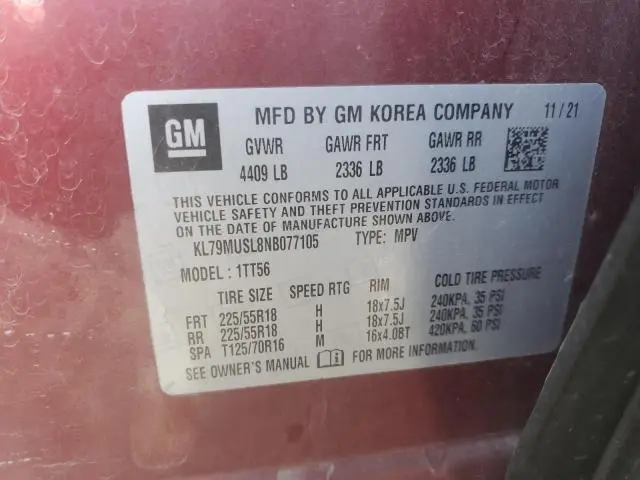 GM MFD BY GM KOREA COMPANY 11/21
GVWR GAWR FRT GAWR RR
4409 LB 2336 LB 2336 LB
THIS VEHICLE CONFORMS TO ALL APPLICABLE U.S. FEDERAL MOTOR
VEHICLE SAFETY AND THEFT PREVENTION STANDARDS IN EFFECT
ON THE DATE OF MANUFACTURE SHOWN ABOVE.
KL79MUSL8NB077105 TYPE: MPV
MODEL : 1TT56
TIRE SIZE SPEED RTG RIM COLD TIRE PRESSURE
FRT 225/55R18 H 18x7.5J 240KPA, 35 PSI
RR 225/55R18 H 18x7.5J 240KPA, 35 PSI
SPA T125/70R16 M 16x4.0BT 420KPA, 60 PSI
SEE OWNER'S MANUAL i FOR MORE INFORMATION.